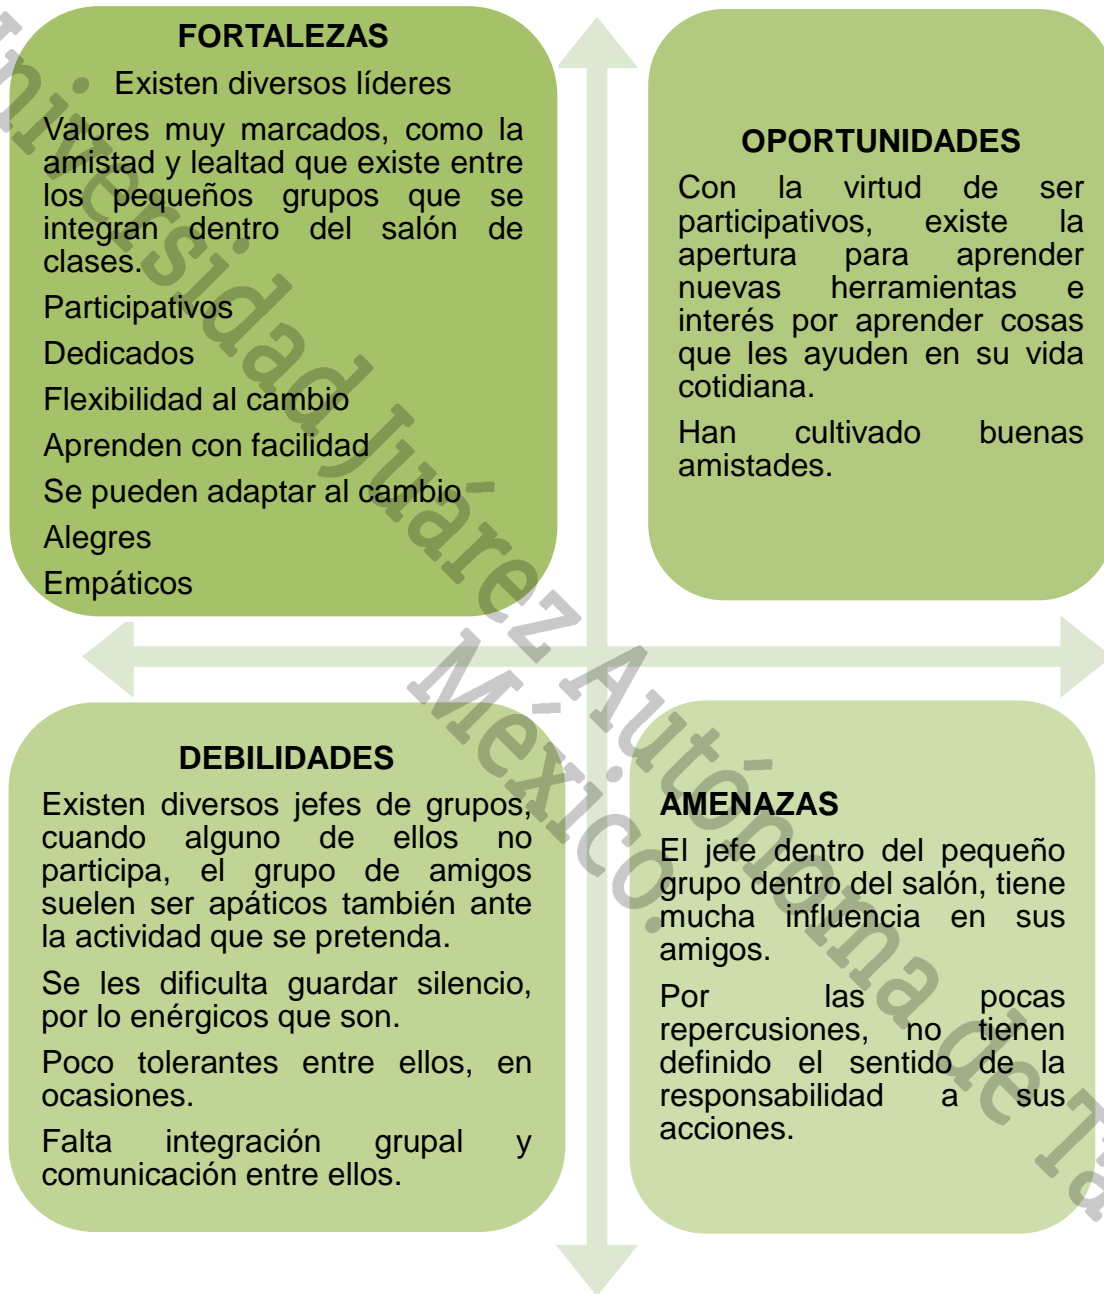 FORTALEZAS
Existen diversos líderes
Valores muy marcados, como la
amistad y lealtad que existe entre
los pequeños grupos que se
integran dentro del salón de
clases.
Participativos
Dedicados
Flexibilidad al cambio
Aprenden con facilidad
Se pueden adaptar al cambio
Alegres
Empáticos
OPORTUNIDADES
Con la virtud de ser
participativos, existe la
apertura para aprender
nuevas herramientas e
interés por aprender cosas
que les ayuden en su vida
cotidiana.
Han cultivado buenas
amistades.
DEBILIDADES
Existen diversos jefes de grupos,
cuando alguno de ellos no
participa, el grupo de amigos
suelen ser apáticos también ante
la actividad que se pretenda.
Se les dificulta guardar silencio,
por lo enérgicos que son.
Poco tolerantes entre ellos, en
ocasiones.
Falta integración grupal y
comunicación entre ellos.
AMENAZAS
El jefe dentro del pequeño
grupo dentro del salón, tiene
mucha influencia en sus
amigos.
Por las pocas
repercusiones, no tienen
definido el sentido de la
responsabilidad a sus
acciones.
Universidad Juárez Autónoma de
México.